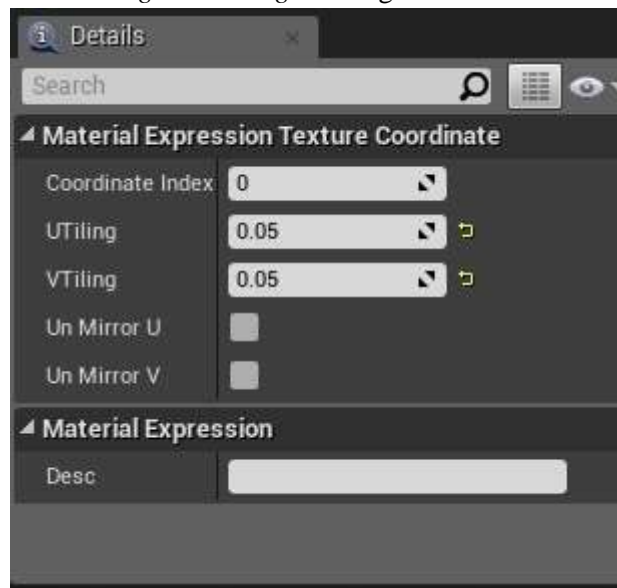 Details
Search
Material Expression Texture Coordinate
Coordinate Index 0
UTiling 0.05
VTiling 0.05
Un Mirror U
Un Mirror V
Material Expression
Desc